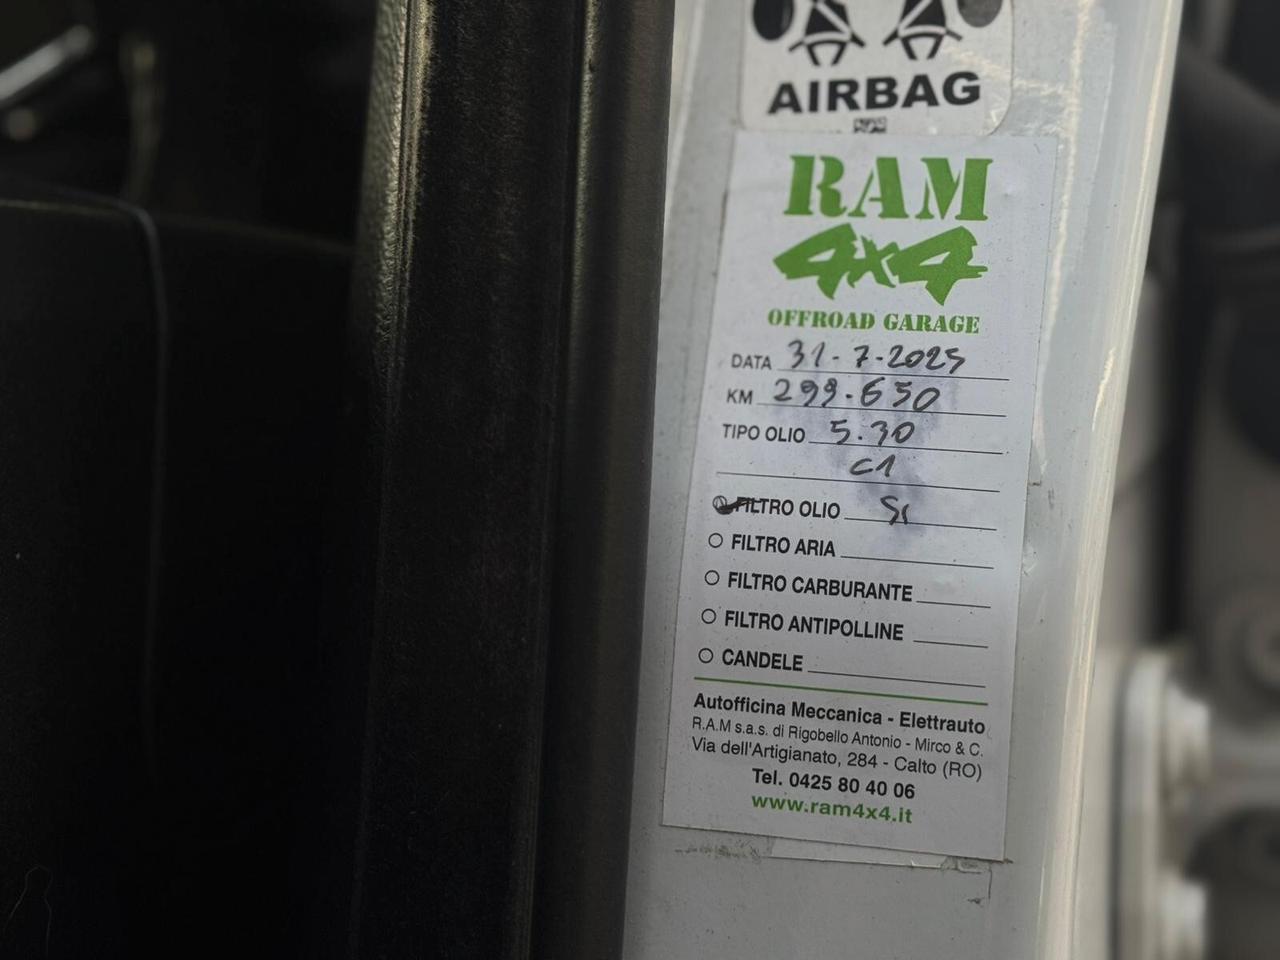 AIRBAG
RAM
4x4
OFFROAD GARAGE
DATA 31-7-2025
KM 299.650
TIPO OLIO 5.30
C1
FILTRO OLIO Si
FILTRO ARIA
FILTRO CARBURANTE
FILTRO ANTIPOLLINE
CANDELE
Autofficina Meccanica - Elettrauto
R.A.M s.a.s. di Rigobello Antonio - Mirco & C.
Via dell'Artigianato, 284 - Calto (RO)
Tel. 0425 80 40 06
www.ram4x4.it